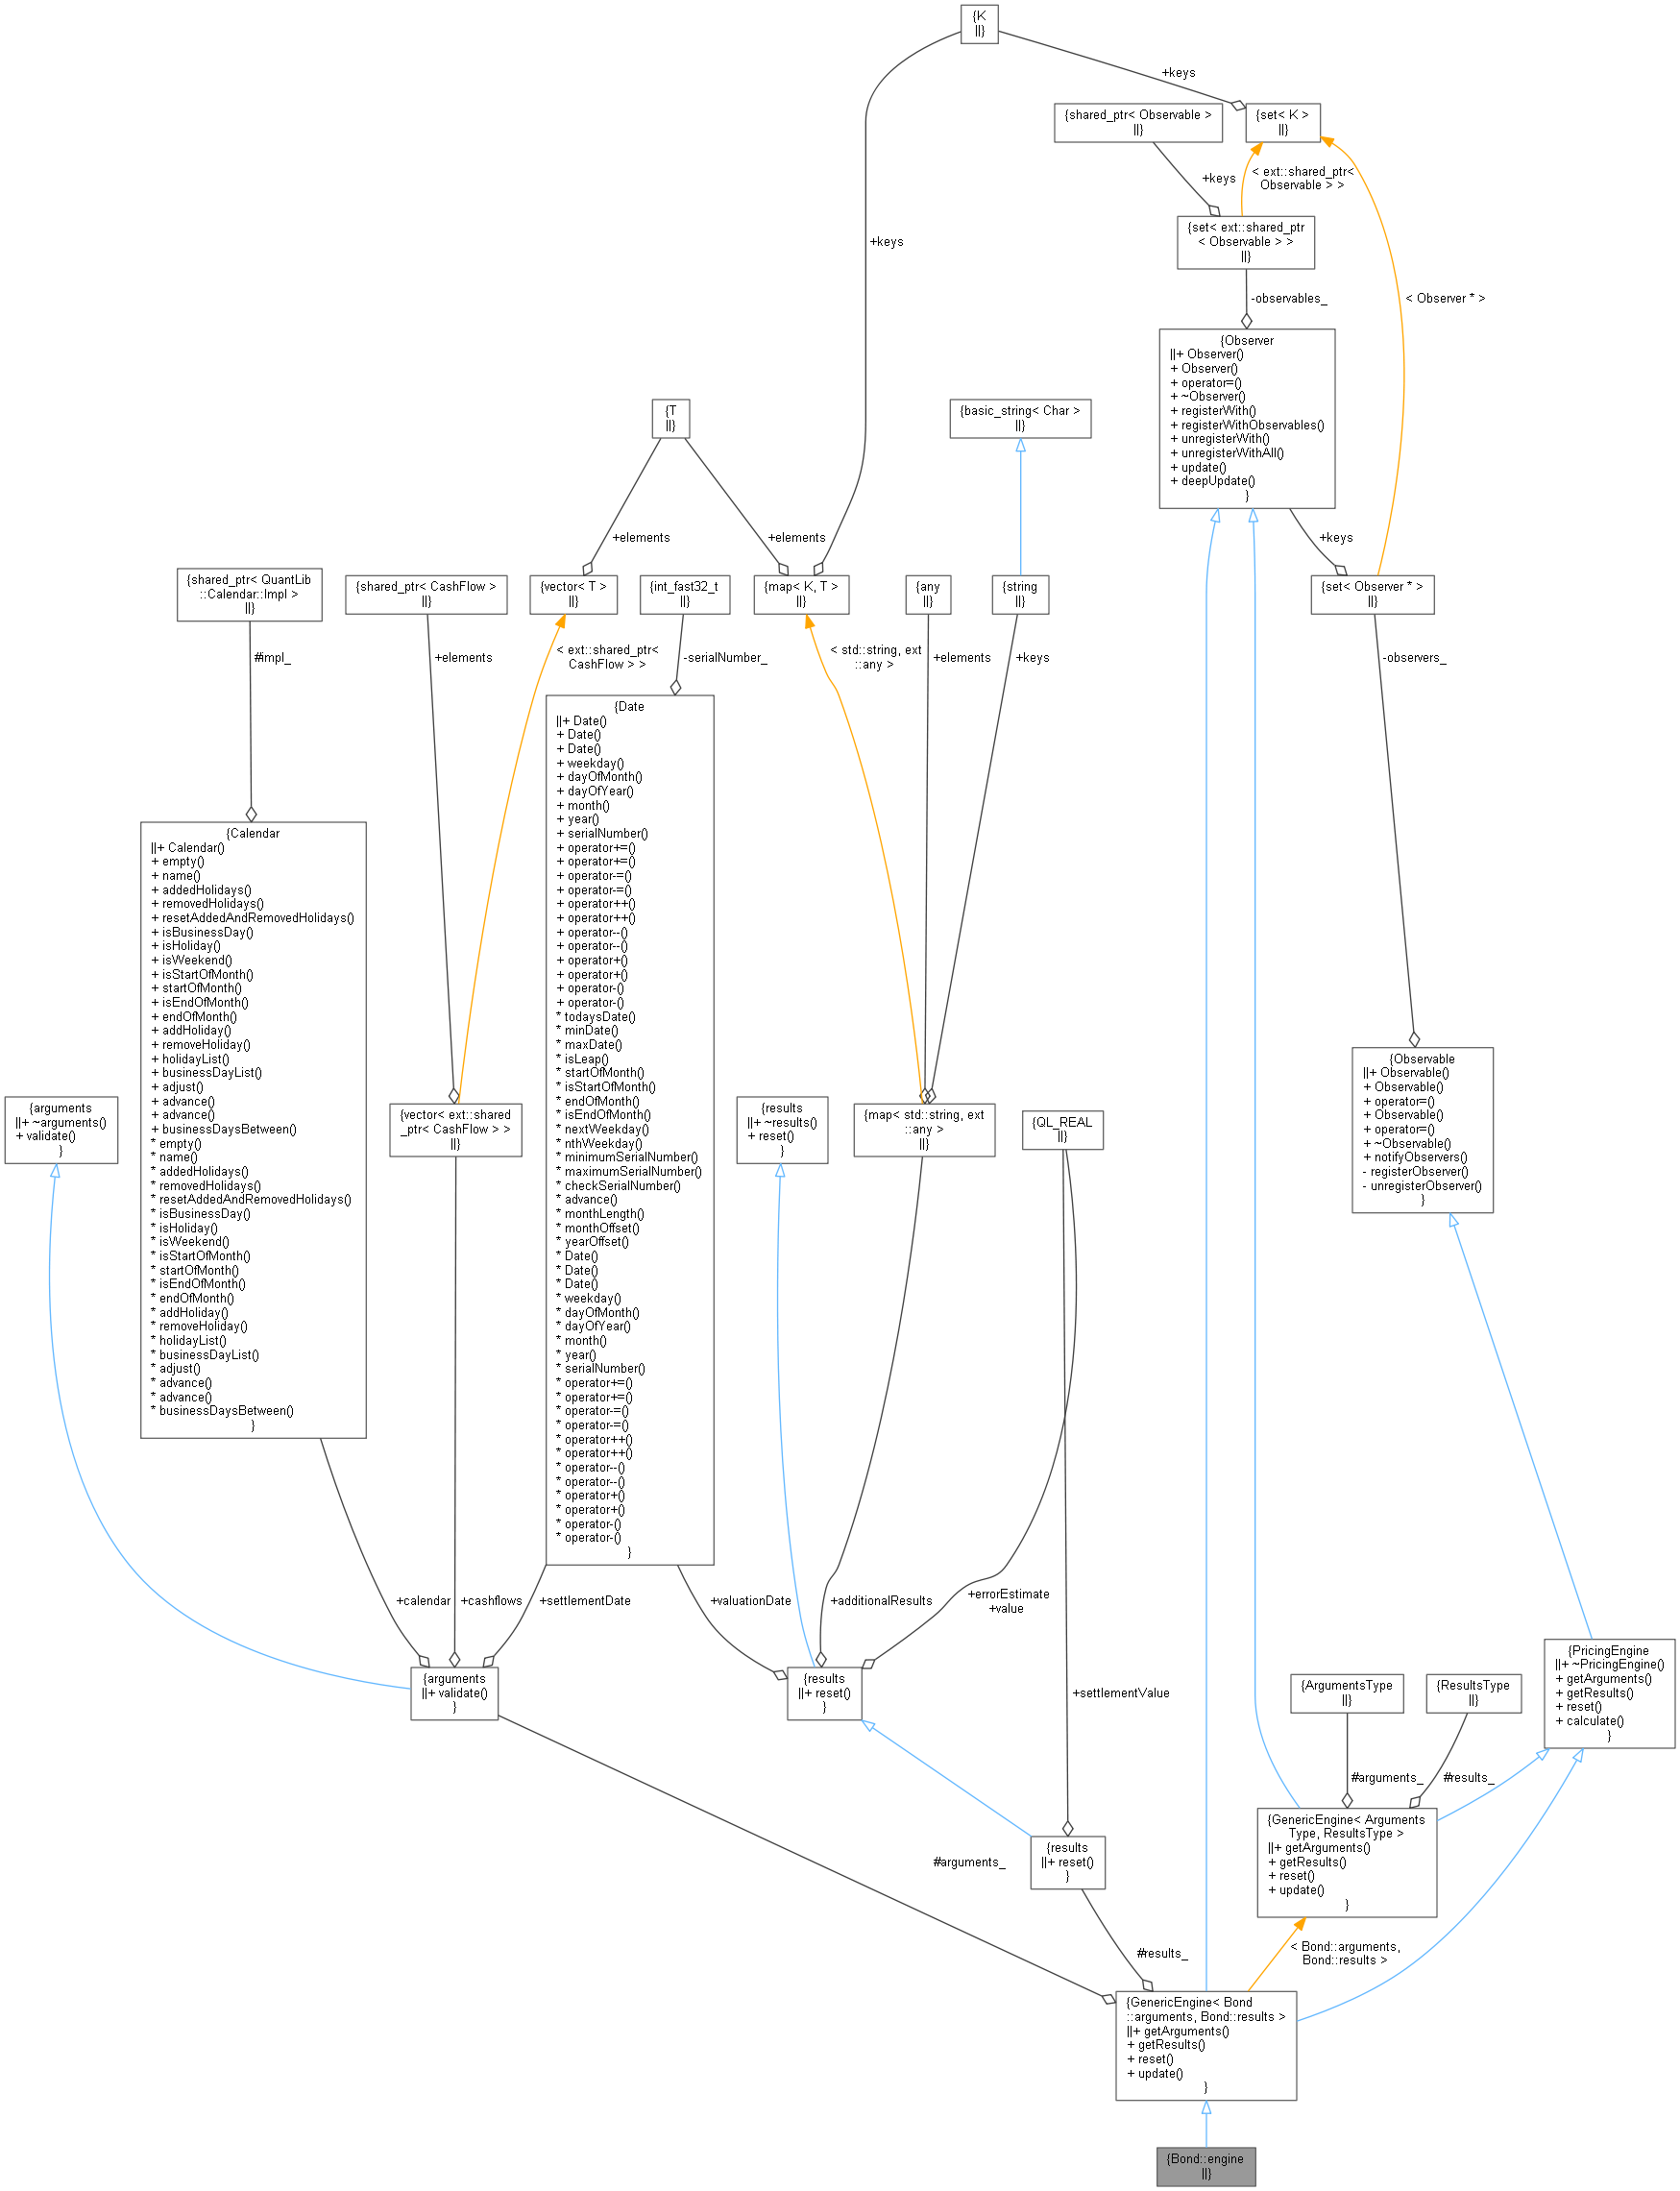 {K
||}
+keys
{shared_ptr< Observable >
||}
{set< K >
||}
+keys
< ext::shared_ptr<
Observable > >
{set< ext::shared_ptr
< Observable > >
||}
+keys
-observables_
< Observer * >
{Observer
||+ Observer()
+ Observer()
+ operator=()
+ ~Observer()
+ registerWith()
+ registerWithObservables()
+ unregisterWith()
+ unregisterWithAll()
+ update()
+ deepUpdate()
}
{T
||}
{basic_string< Char >
||}
+elements
+elements
+keys
{shared_ptr< QuantLib
::Calendar::Impl >
||}
{shared_ptr< CashFlow >
||}
{vector< T >
||}
{int_fast32_t
||}
{map< K, T >
||}
{any
||}
{string
||}
{set< Observer * >
||}
#impl_
+elements
< ext::shared_ptr<
CashFlow > >
-serialNumber_
< std::string, ext
::any >
+elements
+keys
-observers_
{Date
||+ Date()
+ Date()
+ Date()
+ weekday()
+ dayOfMonth()
+ dayOfYear()
+ month()
+ year()
+ serialNumber()
+ operator+=()
+ operator+=()
+ operator-=()
+ operator-=()
+ operator++()
+ operator++()
+ operator--()
+ operator--()
+ operator+()
+ operator+()
+ operator-()
+ operator-()
* todaysDate()
* minDate()
* maxDate()
* isLeap()
* startOfMonth()
* isStartOfMonth()
* endOfMonth()
* isEndOfMonth()
* nextWeekday()
* nthWeekday()
* minimumSerialNumber()
* maximumSerialNumber()
* checkSerialNumber()
* advance()
* monthLength()
* monthOffset()
* yearOffset()
* Date()
* Date()
* Date()
* weekday()
* dayOfMonth()
* dayOfYear()
* month()
* year()
* serialNumber()
* operator+=()
* operator+=()
* operator-=()
* operator-=()
* operator++()
* operator++()
* operator--()
* operator--()
* operator+()
* operator+()
* operator-()
* operator-()
}
{Calendar
||+ Calendar()
+ empty()
+ name()
+ addedHolidays()
+ removedHolidays()
+ resetAddedAndRemovedHolidays()
+ isBusinessDay()
+ isHoliday()
+ isWeekend()
+ isStartOfMonth()
+ startOfMonth()
+ isEndOfMonth()
+ endOfMonth()
+ addHoliday()
+ removeHoliday()
+ holidayList()
+ businessDayList()
+ adjust()
+ advance()
+ advance()
+ businessDaysBetween()
* empty()
* name()
* addedHolidays()
* removedHolidays()
* resetAddedAndRemovedHolidays()
* isBusinessDay()
* isHoliday()
* isWeekend()
* isStartOfMonth()
* startOfMonth()
* isEndOfMonth()
* endOfMonth()
* addHoliday()
* removeHoliday()
* holidayList()
* businessDayList()
* adjust()
* advance()
* advance()
* businessDaysBetween()
}
{arguments
||+ ~arguments()
+ validate()
}
{vector< ext::shared
_ptr< CashFlow > >
||}
{results
||+ ~results()
+ reset()
}
{map< std::string, ext
::any >
||}
{QL_REAL
||}
{Observable
||+ Observable()
+ Observable()
+ operator=()
+ Observable()
+ operator=()
+ ~Observable()
+ notifyObservers()
- registerObserver()
- unregisterObserver()
}
+calendar
+cashflows
+settlementDate
+valuationDate
+additionalResults
+errorEstimate
+value
{arguments
||+ validate()
}
{results
||+ reset()
}
+settlementValue
{ArgumentsType
||}
{ResultsType
||}
{PricingEngine
||+ ~PricingEngine()
+ getArguments()
+ getResults()
+ reset()
+ calculate()
}
#arguments_
#results_
{GenericEngine< Arguments
Type, ResultsType >
||+ getArguments()
+ getResults()
+ reset()
+ update()
}
{results
||+ reset()
}
#arguments_
#results_
< Bond::arguments,
Bond::results >
{GenericEngine< Bond
::arguments, Bond::results >
||+ getArguments()
+ getResults()
+ reset()
+ update()
}
{Bond::engine
||}